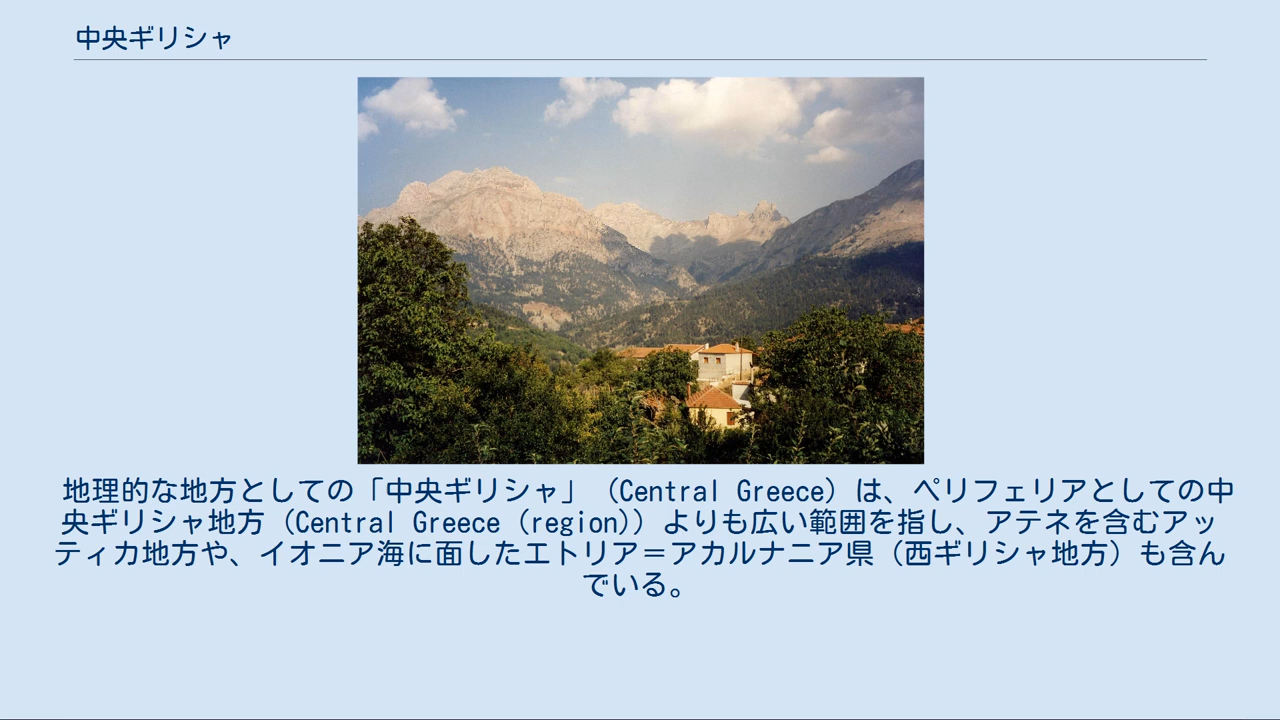 中央ギリシャ
地理的な地方としての「中央ギリシャ」（Central Greece）は、ペリフェリアとしての中
央ギリシャ地方（Central Greece（region））よりも広い範囲を指し、アテネを含むアッ
ティカ地方や、イオニア海に面したエトリア＝アカルナニア県（西ギリシャ地方）も含ん
でいる。